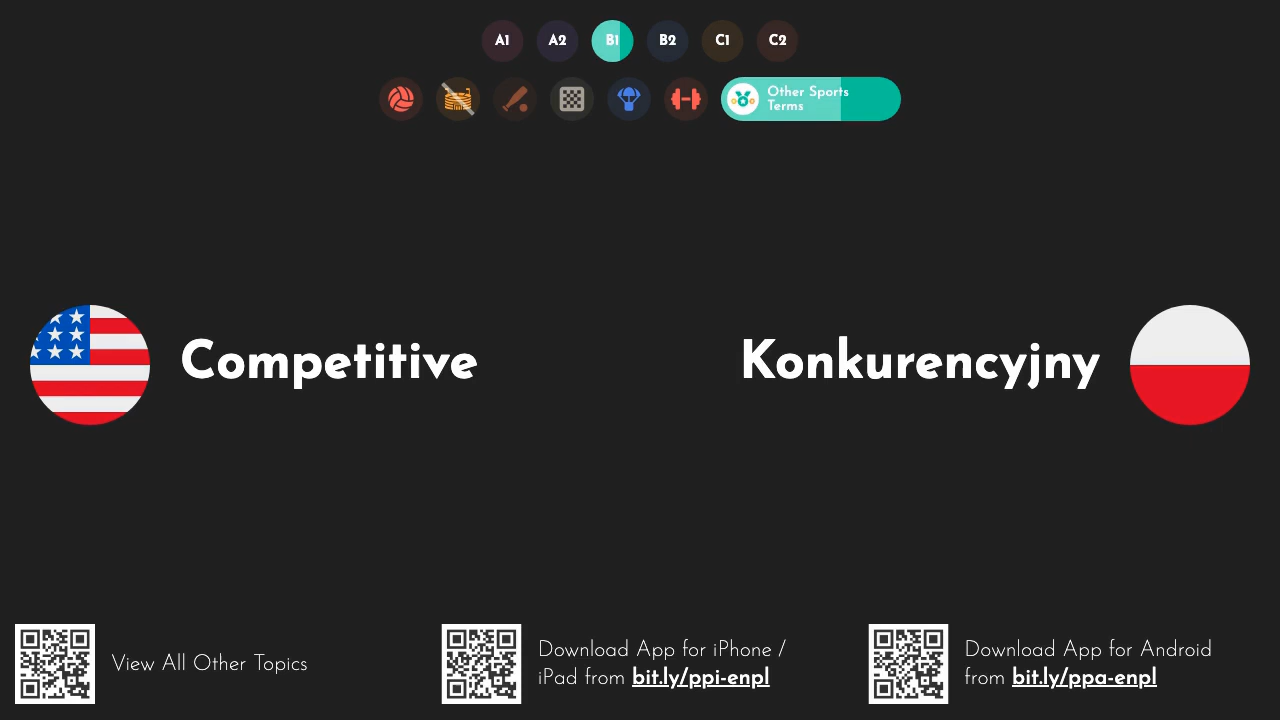 A1 A2 B1 B2 C1 C2
Other Sports
Terms
Competitive
Konkurencyjny
View All Other Topics
Download App for iPhone /
iPad from bit.ly/ppi-enpl
Download App for Android
from bit.ly/ppa-enpl